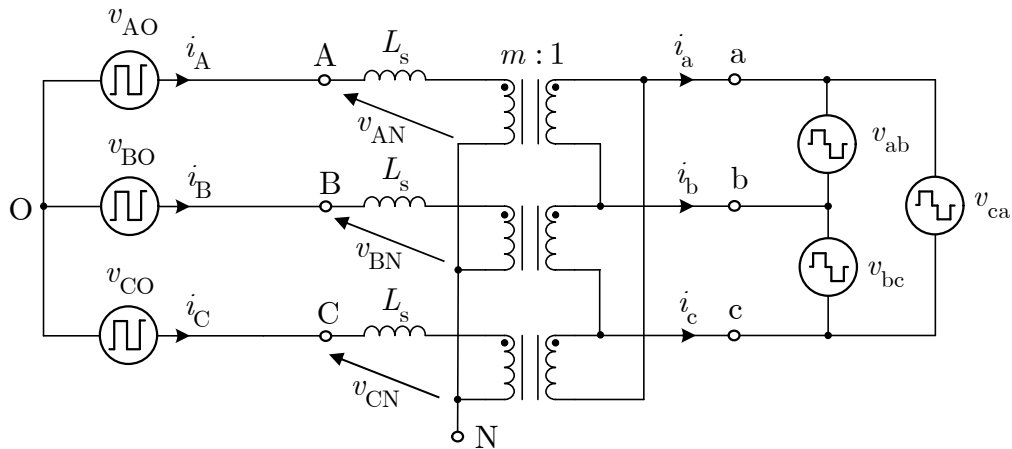 v_AO
i_A
A
L_s
m : 1
i_a
a
v_AN
v_ab
v_BO
i_B
B
L_s
i_b
b
O
v_ca
v_BN
v_bc
v_CO
i_C
C
L_s
i_c
c
v_CN
N